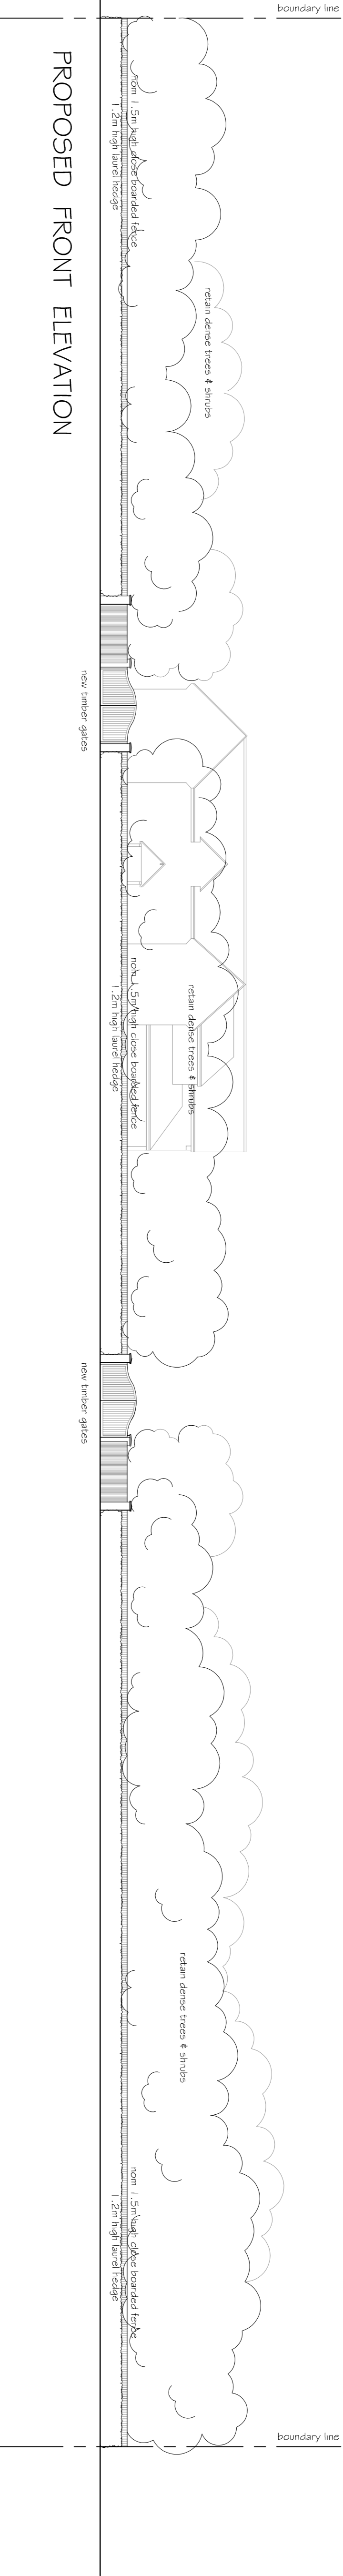 boundary line
nom 1.5m high close boarded fence
1.2m high laurel hedge
retain dense trees & shrubs
PROPOSED FRONT ELEVATION
new timber gates
nom 1.5m high close boarded fence
1.2m high laurel hedge
retain dense trees & shrubs
new timber gates
retain dense trees & shrubs
nom 1.5m high close boarded fence
1.2m high laurel hedge
boundary line